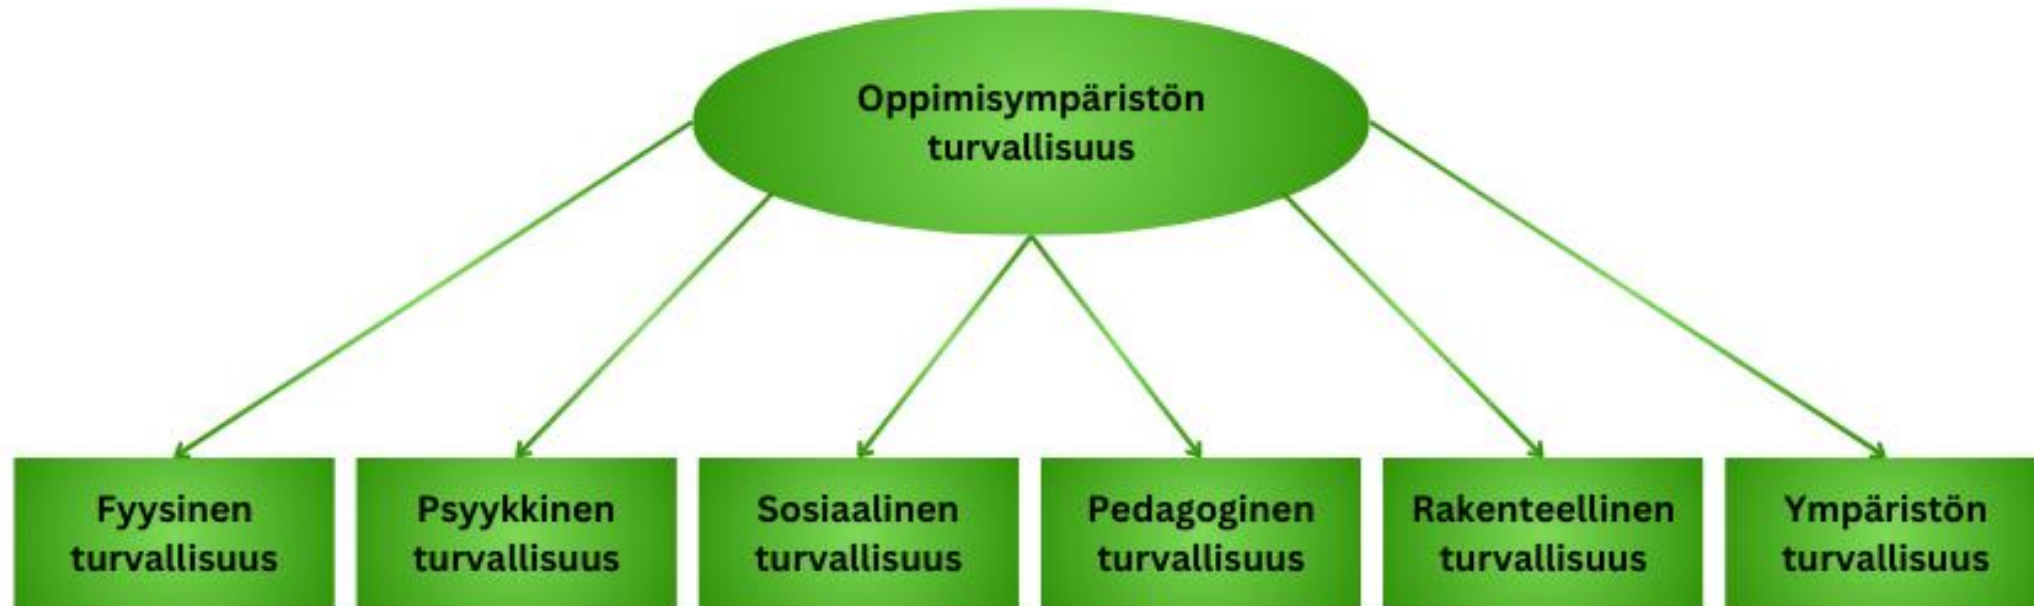 Oppimisympäristön
turvallisuus
Fyysinen
turvallisuus
Psyykkinen
turvallisuus
Sosiaalinen
turvallisuus
Pedagoginen
turvallisuus
Rakenteellinen
turvallisuus
Ympäristön
turvallisuus